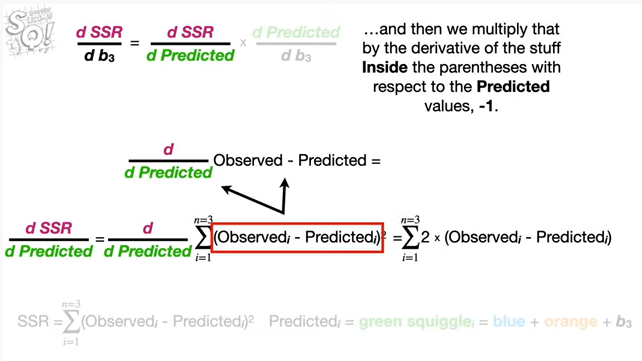 SQ!
d SSR / d b₃ = d SSR / d Predicted × d Predicted / d b₃
…and then we multiply that
by the derivative of the stuff
Inside the parentheses with
respect to the Predicted
values, -1.
d / d Predicted Observed - Predicted =
d SSR / d Predicted = d / d Predicted ∑ i=1 n=3 (Observedᵢ - Predictedᵢ)² = ∑ i=1 n=3 2 × (Observedᵢ - Predictedᵢ)
SSR = ∑ i=1 n=3 (Observedᵢ - Predictedᵢ)² Predictedᵢ = green squiggleᵢ = blue + orange + b₃